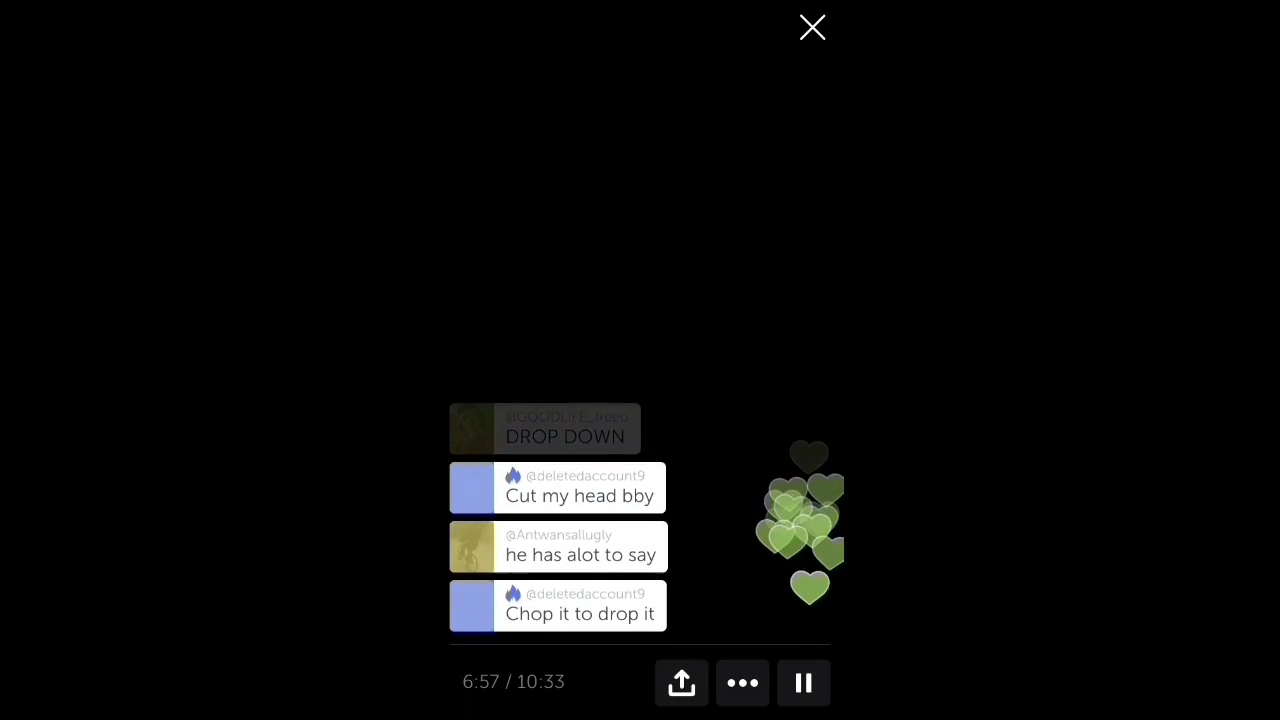 @GOODLIFE_treeo
DROP DOWN
@deletedaccount9
Cut my head bby
@Antwansallugly
he has alot to say
@deletedaccount9
Chop it to drop it
6:57 / 10:33